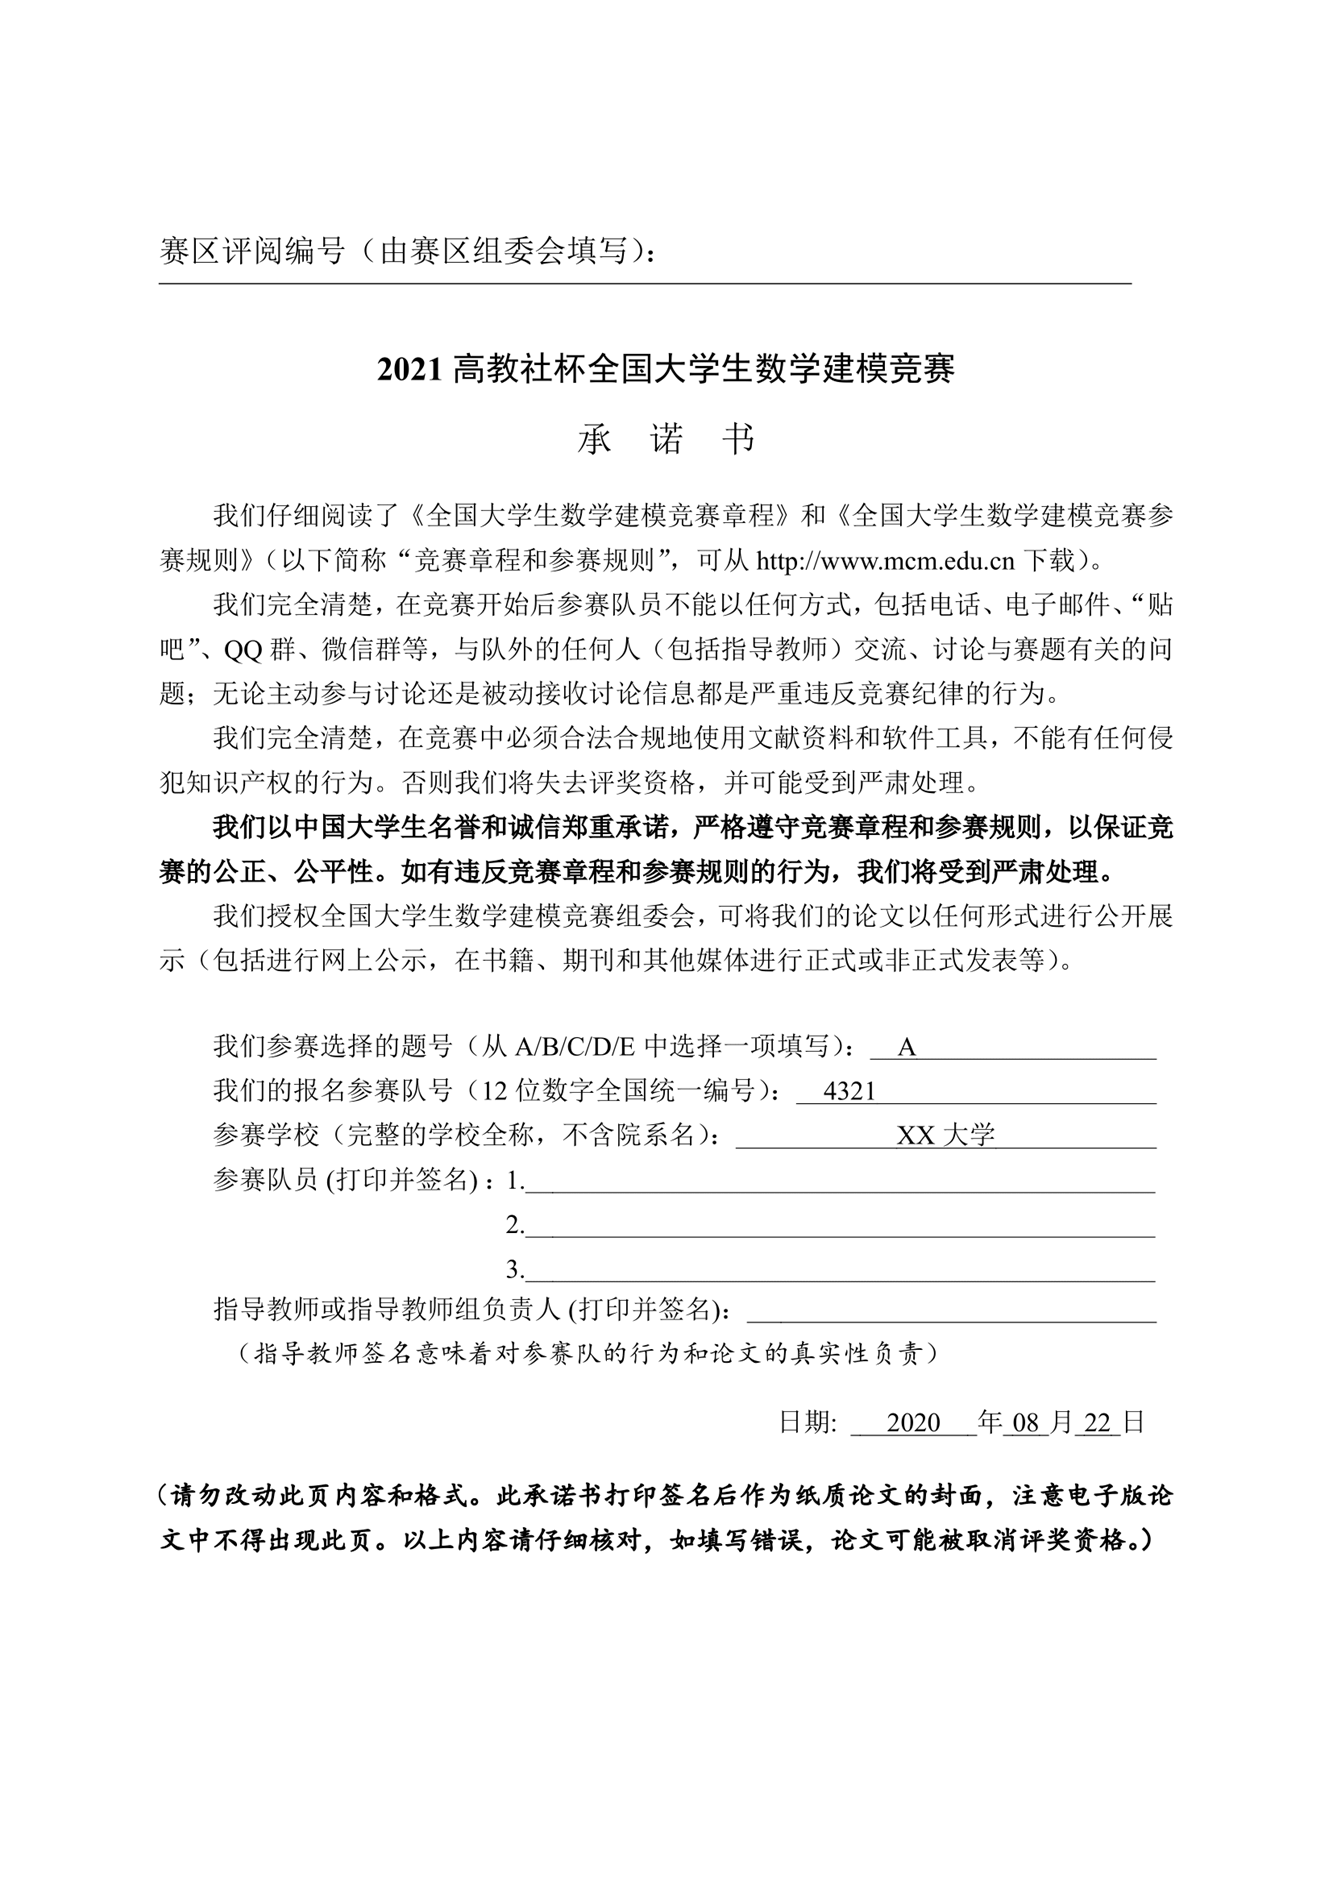 赛区评阅编号（由赛区组委会填写）：
2021 高教社杯全国大学生数学建模竞赛
承 诺 书
我们仔细阅读了《全国大学生数学建模竞赛章程》和《全国大学生数学建模竞赛参
赛规则》（以下简称“竞赛章程和参赛规则”，可从 http://www.mcm.edu.cn 下载）。
我们完全清楚，在竞赛开始后参赛队员不能以任何方式，包括电话、电子邮件、“贴
吧”、QQ 群、微信群等，与队外的任何人（包括指导教师）交流、讨论与赛题有关的问
题；无论主动参与讨论还是被动接收讨论信息都是严重违反竞赛纪律的行为。
我们完全清楚，在竞赛中必须合法合规地使用文献资料和软件工具，不能有任何侵
犯知识产权的行为。否则我们将失去评奖资格，并可能受到严肃处理。
我们以中国大学生名誉和诚信郑重承诺，严格遵守竞赛章程和参赛规则，以保证竞
赛的公正、公平性。如有违反竞赛章程和参赛规则的行为，我们将受到严肃处理。
我们授权全国大学生数学建模竞赛组委会，可将我们的论文以任何形式进行公开展
示（包括进行网上公示，在书籍、期刊和其他媒体进行正式或非正式发表等）。
我们参赛选择的题号（从 A/B/C/D/E 中选择一项填写）： A
我们的报名参赛队号（12 位数字全国统一编号）： 4321
参赛学校（完整的学校全称，不含院系名）： XX 大学
参赛队员 (打印并签名)：1.
2.
3.
指导教师或指导教师组负责人 (打印并签名)：
（指导教师签名意味着对参赛队的行为和论文的真实性负责）
日期: 2020 年 08 月 22 日
（请勿改动此页内容和格式。此承诺书打印签名后作为纸质论文的封面，注意电子版论
文中不得出现此页。以上内容请仔细核对，如填写错误，论文可能被取消评奖资格。）